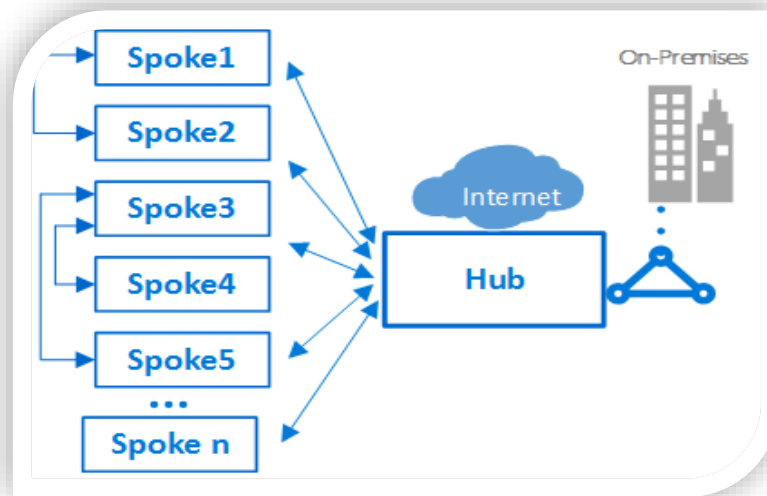 On-Premises
Spoke1
Spoke2
Spoke3
Internet
Spoke4
Hub
Spoke5
...
Spoke n